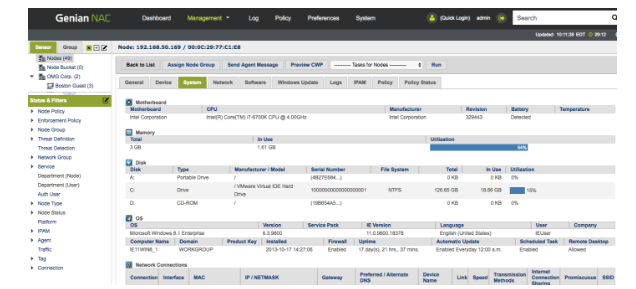 Genian NAC Dashboard Management Log Policy Preferences System (Quick Login) admin Search
Updated: 10:11:28 EDT 29:12
Sensor Group Node: 192.168.50.169 / 00:0C:29:77:C1:E8
Nodes (49)
Node Bucket (0)
OMG Corp. (2)
Boston Guest (3)
Back to List Assign Node Group Send Agent Message Preview CWP Tasks for Nodes Run
General Device System Network Software Windows Update Logs IPAM Policy Policy Status
Status & Filters
Node Policy
Enforcement Policy
Node Group
Threat Definition
Threat Detection
Network Group
Service
Department (Node)
Department (User)
Auth User
Node Type
Node Status
Platform
IPAM
Agent
Traffic
Tag
Connection
Motherboard
Motherboard CPU Manufacturer Revision Battery Temperature
Intel Corporation Intel(R) Core(TM) i7-6700K CPU @ 4.00GHz Intel Corporation 329443 Detected
Memory
Total In Use Utilization
3 GB 1.61 GB 54%
Disk
Disk Type Manufacturer / Model Serial Number File System Total In Use Utilization
A: Portable Drive / 0 KB 0 KB 0%
C: Drive / VMware Virtual IDE Hard Drive NTFS 126.65 GB 15%
D: CD-ROM / 0 KB 0 KB 0%
OS
OS Version Service Pack IE Version Language User Company
Microsoft Windows 8.1 Enterprise 6.3.9600 11.0.9600.18378 English (United States) IEUser
Computer Name Domain Product Key Installed Firewall Uptime Automatic Update Scheduled Task Remote Desktop
IE11WIN8_1 WORKGROUP 2013-10-17 14:27:05 Enabled 17 day(s), 21 hrs., 37 mins. Enabled Everyday 12:00 a.m. Enabled Allowed
Network Connections
Connection Interface MAC IP / NETMASK Gateway Preferred / Alternate DNS Device Name Link Speed Transmission Methods Internet Connection Sharing Promiscuous SSID